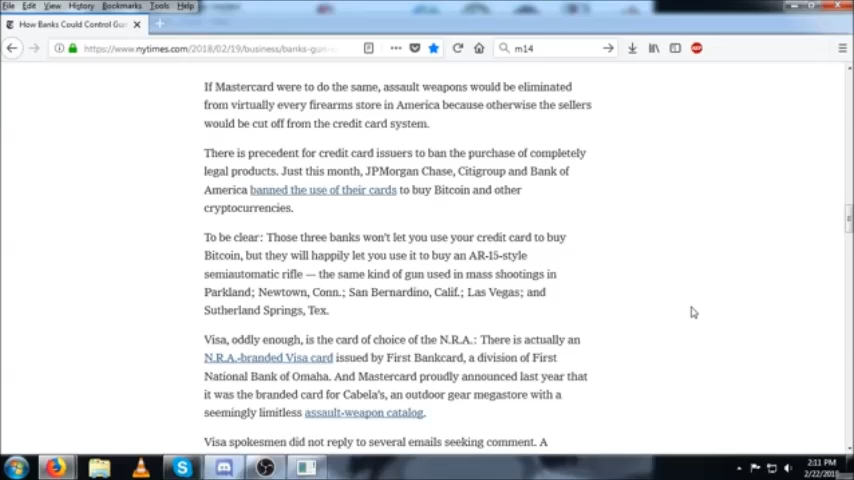 File Edit View History Bookmarks Tools Help
How Banks Could Control Gun
https://www.nytimes.com/2018/02/19/business/banks-gun-
m14
If Mastercard were to do the same, assault weapons would be eliminated
from virtually every firearms store in America because otherwise the sellers
would be cut off from the credit card system.
There is precedent for credit card issuers to ban the purchase of completely
legal products. Just this month, JPMorgan Chase, Citigroup and Bank of
America banned the use of their cards to buy Bitcoin and other
cryptocurrencies.
To be clear: Those three banks won't let you use your credit card to buy
Bitcoin, but they will happily let you use it to buy an AR-15-style
semiautomatic rifle — the same kind of gun used in mass shootings in
Parkland; Newtown, Conn.; San Bernardino, Calif.; Las Vegas; and
Sutherland Springs, Tex.
Visa, oddly enough, is the card of choice of the N.R.A.: There is actually an
N.R.A.-branded Visa card issued by First Bankcard, a division of First
National Bank of Omaha. And Mastercard proudly announced last year that
it was the branded card for Cabela's, an outdoor gear megastore with a
seemingly limitless assault-weapon catalog.
Visa spokesmen did not reply to several emails seeking comment. A
2:11 PM
2/22/2018